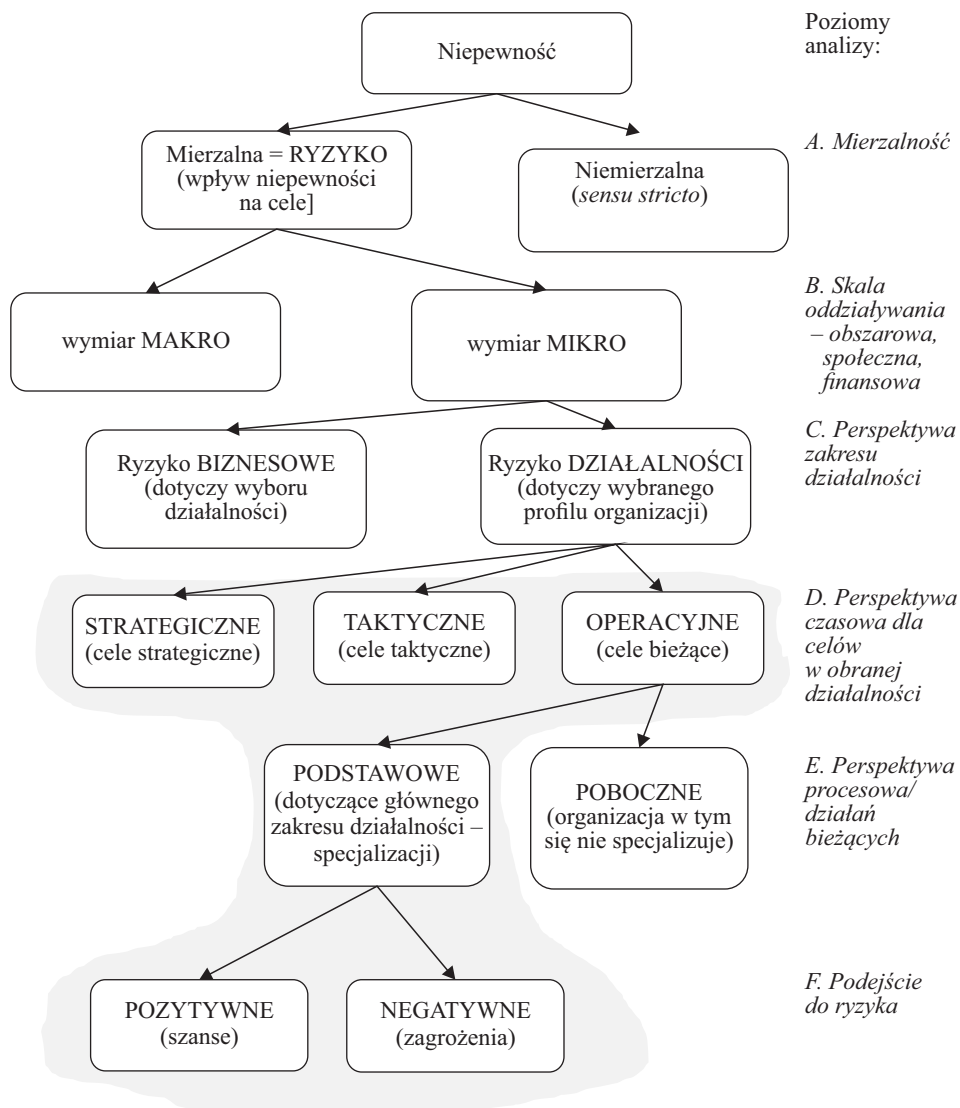 Niepewność
Poziomy
analizy:
Mierzalna = RYZYKO
(wpływ niepewności
na cele]
Niemierzalna
(sensu stricto)
A. Mierzalność
wymiar MAKRO
wymiar MIKRO
B. Skala
oddziaływania
– obszarowa,
społeczna,
finansowa
Ryzyko BIZNESOWE
(dotyczy wyboru
działalności)
Ryzyko DZIAŁALNOŚCI
(dotyczy wybranego
profilu organizacji)
C. Perspektywa
zakresu
działalności
STRATEGICZNE
(cele strategiczne)
TAKTYCZNE
(cele taktyczne)
OPERACYJNE
(cele bieżące)
D. Perspektywa
czasowa dla
celów
w obranej
działalności
PODSTAWOWE
(dotyczące głównego
zakresu działalności –
specjalizacji)
POBOCZNE
(organizacja w tym
się nie specjalizuje)
E. Perspektywa
procesowa/
działań
bieżących
POZYTYWNE
(szanse)
NEGATYWNE
(zagrożenia)
F. Podejście
do ryzyka